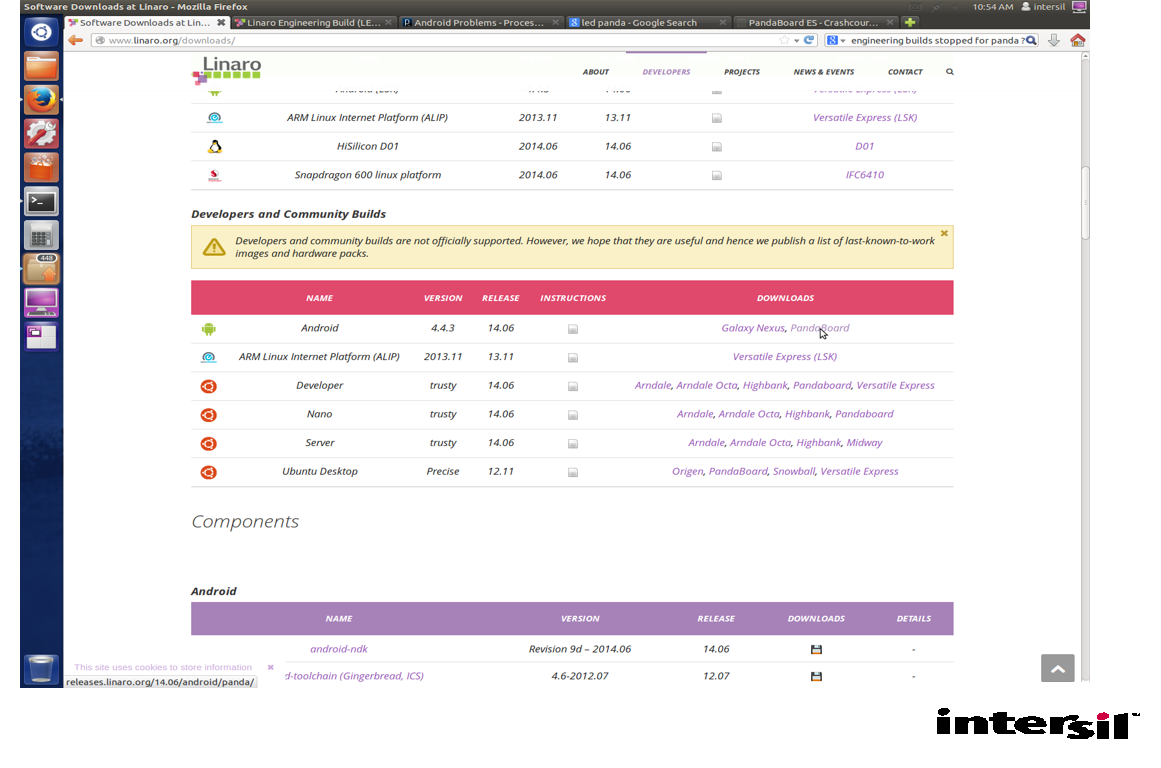 Software Downloads at Linaro - Mozilla Firefox
10:54 AM intersil
Software Downloads at Lin... Linaro Engineering Build (LE... Android Problems - Proces... led panda - Google Search PandaBoard ES - Crashcour...
www.linaro.org/downloads/ engineering builds stopped for panda ?
Linaro
ABOUT DEVELOPERS PROJECTS NEWS & EVENTS CONTACT
ARM Linux Internet Platform (ALIP) 2013.11 13.11 Versatile Express (LSK)
HiSilicon D01 2014.06 14.06 D01
Snapdragon 600 linux platform 2014.06 14.06 IFC6410
Developers and Community Builds
Developers and community builds are not officially supported. However, we hope that they are useful and hence we publish a list of last-known-to-work
images and hardware packs.
NAME VERSION RELEASE INSTRUCTIONS DOWNLOADS
Android 4.4.3 14.06 Galaxy Nexus, PandaBoard
ARM Linux Internet Platform (ALIP) 2013.11 13.11 Versatile Express (LSK)
Developer trusty 14.06 Arndale, Arndale Octa, Highbank, Pandaboard, Versatile Express
Nano trusty 14.06 Arndale, Arndale Octa, Highbank, Pandaboard
Server trusty 14.06 Arndale, Arndale Octa, Highbank, Midway
Ubuntu Desktop Precise 12.11 Origen, PandaBoard, Snowball, Versatile Express
448
Components
Android
NAME VERSION RELEASE DOWNLOADS DETAILS
android-ndk Revision 9d – 2014.06 14.06 -
d-toolchain (Gingerbread, ICS) 4.6-2012.07 12.07 -
This site uses cookies to store information
releases.linaro.org/14.06/android/panda/
intersil